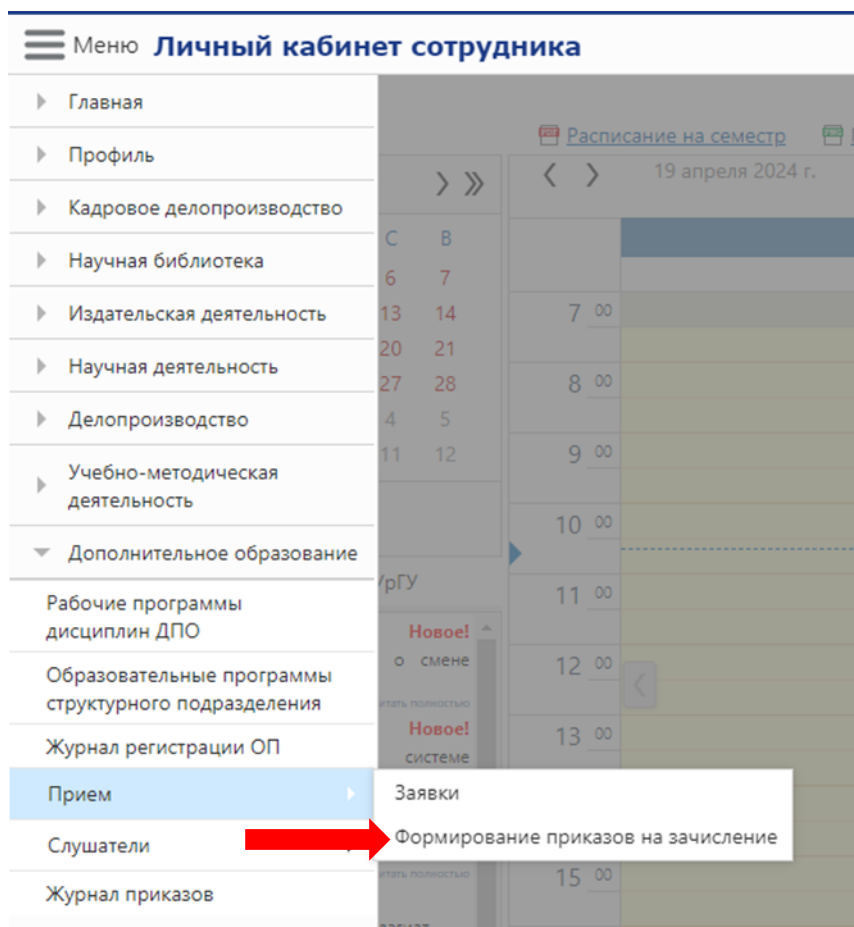 Меню Личный кабинет сотрудника
Главная
Профиль
Кадровое делопроизводство
Научная библиотека
Издательская деятельность
Научная деятельность
Делопроизводство
Учебно-методическая
деятельность
Дополнительное образование
Рабочие программы
дисциплин ДПО
Образовательные программы
структурного подразделения
Журнал регистрации ОП
Прием
Слушатели
Журнал приказов
Заявки
Формирование приказов на зачисление
Расписание на семестр
19 апреля 2024 г.
С В
6 7
13 14
20 21
27 28
4 5
11 12
УрГУ
Новое!
о смене
читать полностью
Новое!
системе
читать полностью
7 00
8 00
9 00
10 00
11 00
12 00
13 00
15 00